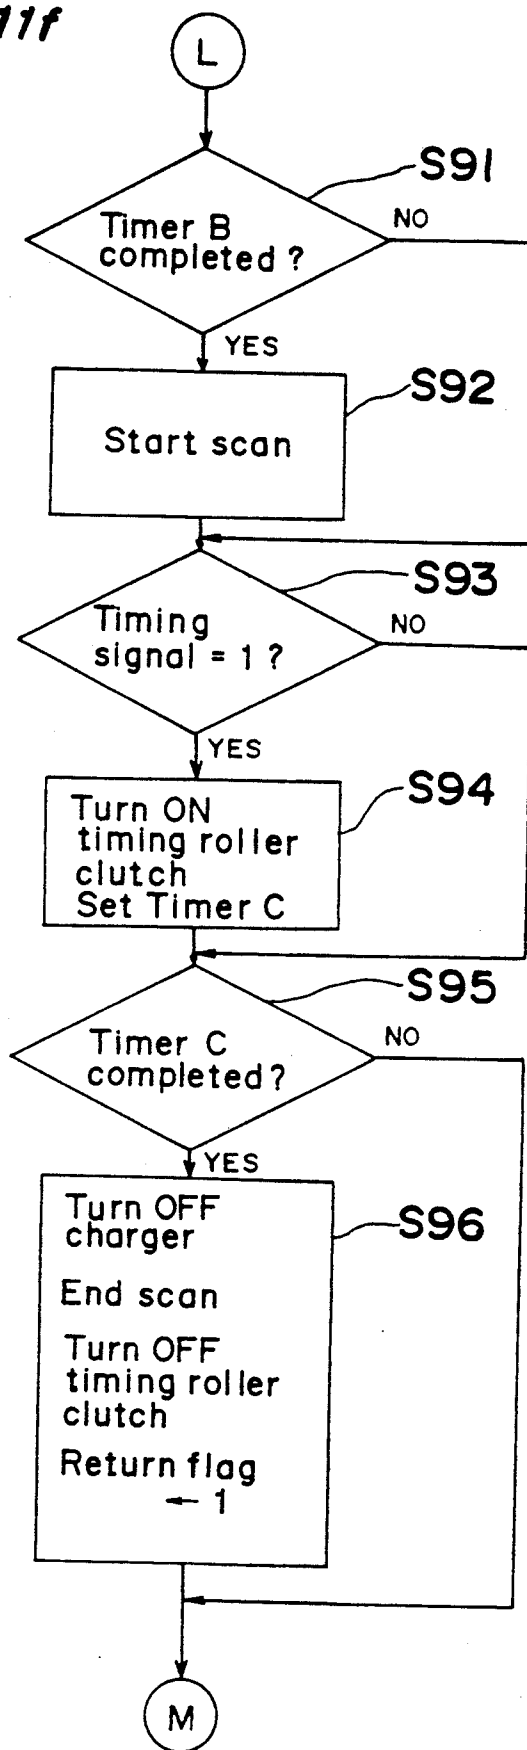 11f
L
S91
Timer B
completed ?
NO
YES
S92
Start scan
S93
Timing
signal = 1 ?
NO
YES
S94
Turn ON
timing roller
clutch
Set Timer C
S95
Timer C
completed ?
NO
YES
S96
Turn OFF
charger
End scan
Turn OFF
timing roller
clutch
Return flag
← 1
M